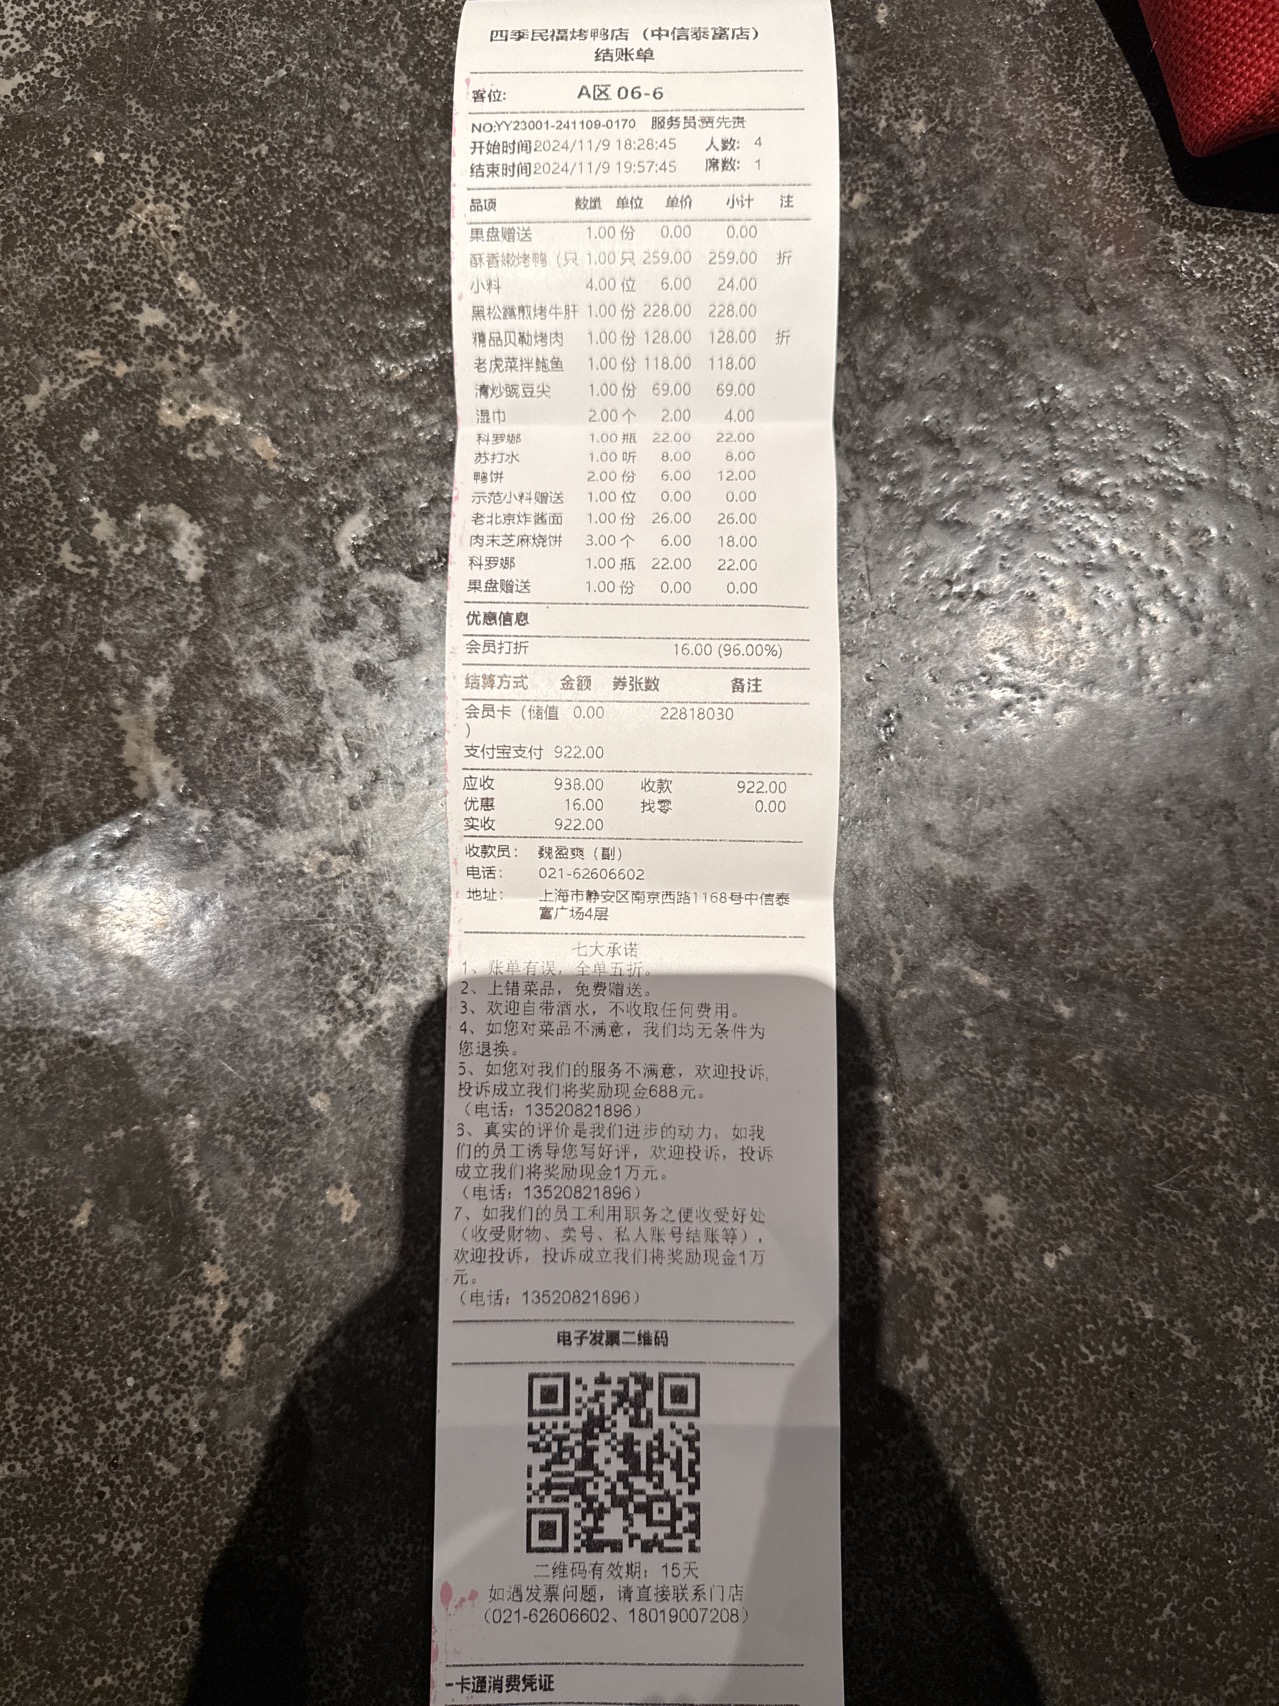 四季民福烤鸭店（中信泰富店）
结账单
客位: A区 06-6
NO:YY23001-241109-0170 服务员:贾先贵
开始时间2024/11/9 18:28:45 人数: 4
结束时间2024/11/9 19:57:45 席数: 1
品项 数量 单位 单价 小计 注
果盘赠送 1.00 份 0.00 0.00
酥香嫩烤鸭（只 1.00 只 259.00 259.00 折
小料 4.00 位 6.00 24.00
黑松露煎烤牛肝 1.00 份 228.00 228.00
精品贝勒烤肉 1.00 份 128.00 128.00 折
老虎菜拌鲍鱼 1.00 份 118.00 118.00
清炒豌豆尖 1.00 份 69.00 69.00
湿巾 2.00 个 2.00 4.00
科罗娜 1.00 瓶 22.00 22.00
苏打水 1.00 听 8.00 8.00
鸭饼 2.00 份 6.00 12.00
示范小料赠送 1.00 位 0.00 0.00
老北京炸酱面 1.00 份 26.00 26.00
肉末芝麻烧饼 3.00 个 6.00 18.00
科罗娜 1.00 瓶 22.00 22.00
果盘赠送 1.00 份 0.00 0.00
优惠信息
会员打折 16.00 (96.00%)
结算方式 金额 券张数 备注
会员卡（储值 0.00 22818030
）
支付宝支付 922.00
应收 938.00 收款 922.00
优惠 16.00 找零 0.00
实收 922.00
收款员: 魏盈爽（副）
电话: 021-62606602
地址: 上海市静安区南京西路1168号中信泰
富广场4层
七大承诺
1、账单有误，全单五折。
2、上错菜品，免费赠送。
3、欢迎自带酒水，不收取任何费用。
4、如您对菜品不满意，我们均无条件为
您退换。
5、如您对我们的服务不满意，欢迎投诉，
投诉成立我们将奖励现金688元。
（电话：13520821896）
6、真实的评价是我们进步的动力，如我
们的员工诱导您写好评，欢迎投诉，投诉
成立我们将奖励现金1万元。
（电话：13520821896）
7、如我们的员工利用职务之便收受好处
（收受财物、卖号、私人账号结账等），
欢迎投诉，投诉成立我们将奖励现金1万
元。
（电话：13520821896）
电子发票二维码
二维码有效期：15天
如遇发票问题，请直接联系门店
（021-62606602、18019007208）
一卡通消费凭证